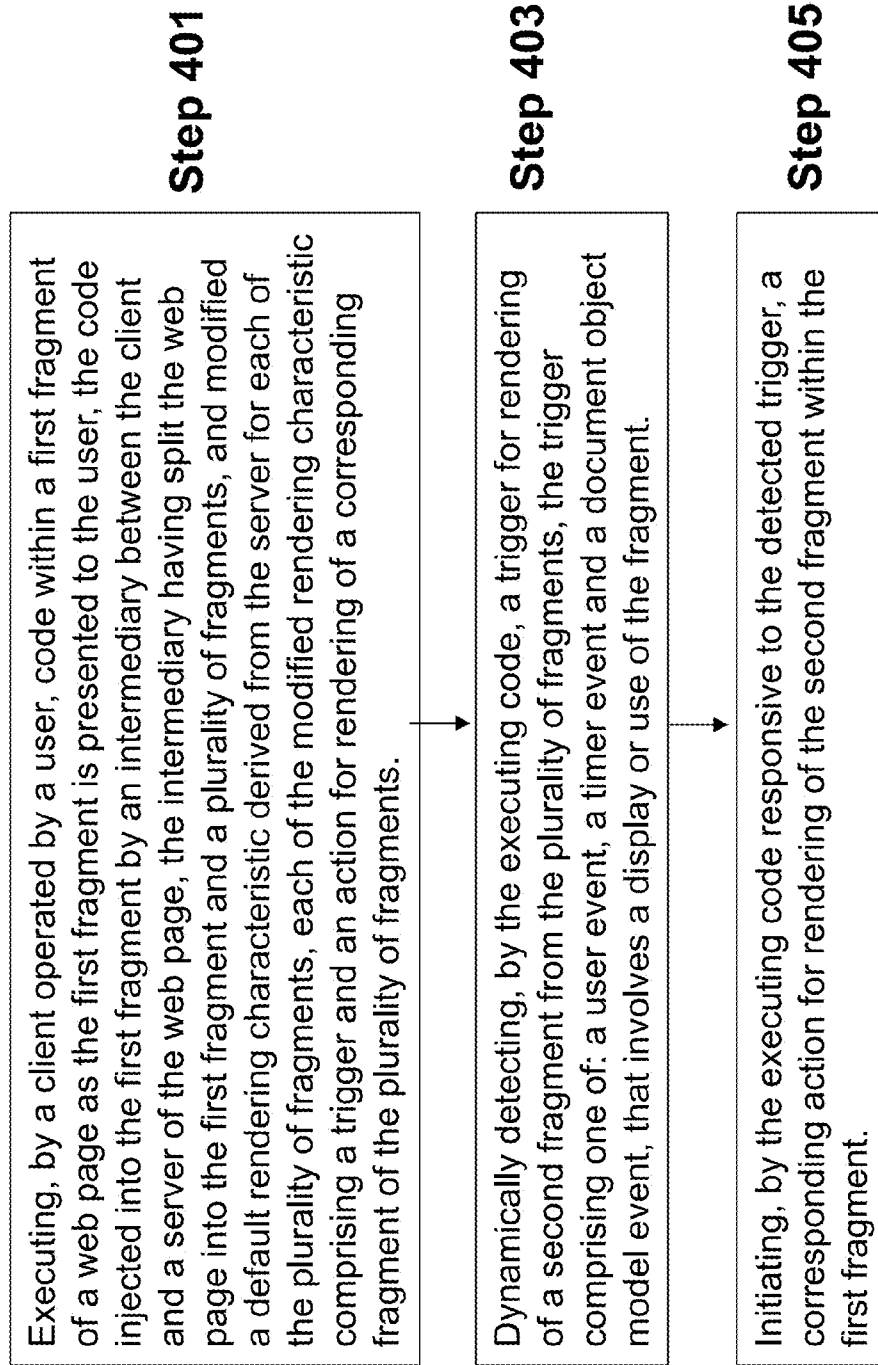 Executing, by a client operated by a user, code within a first fragment
of a web page as the first fragment is presented to the user, the code
injected into the first fragment by an intermediary between the client
and a server of the web page, the intermediary having split the web
page into the first fragment and a plurality of fragments, and modified
a default rendering characteristic derived from the server for each of
the plurality of fragments, each of the modified rendering characteristic
comprising a trigger and an action for rendering of a corresponding
fragment of the plurality of fragments.
Step 401
Dynamically detecting, by the executing code, a trigger for rendering
of a second fragment from the plurality of fragments, the trigger
comprising one of: a user event, a timer event and a document object
model event, that involves a display or use of the fragment.
Step 403
Initiating, by the executing code responsive to the detected trigger, a
corresponding action for rendering of the second fragment within the
first fragment.
Step 405